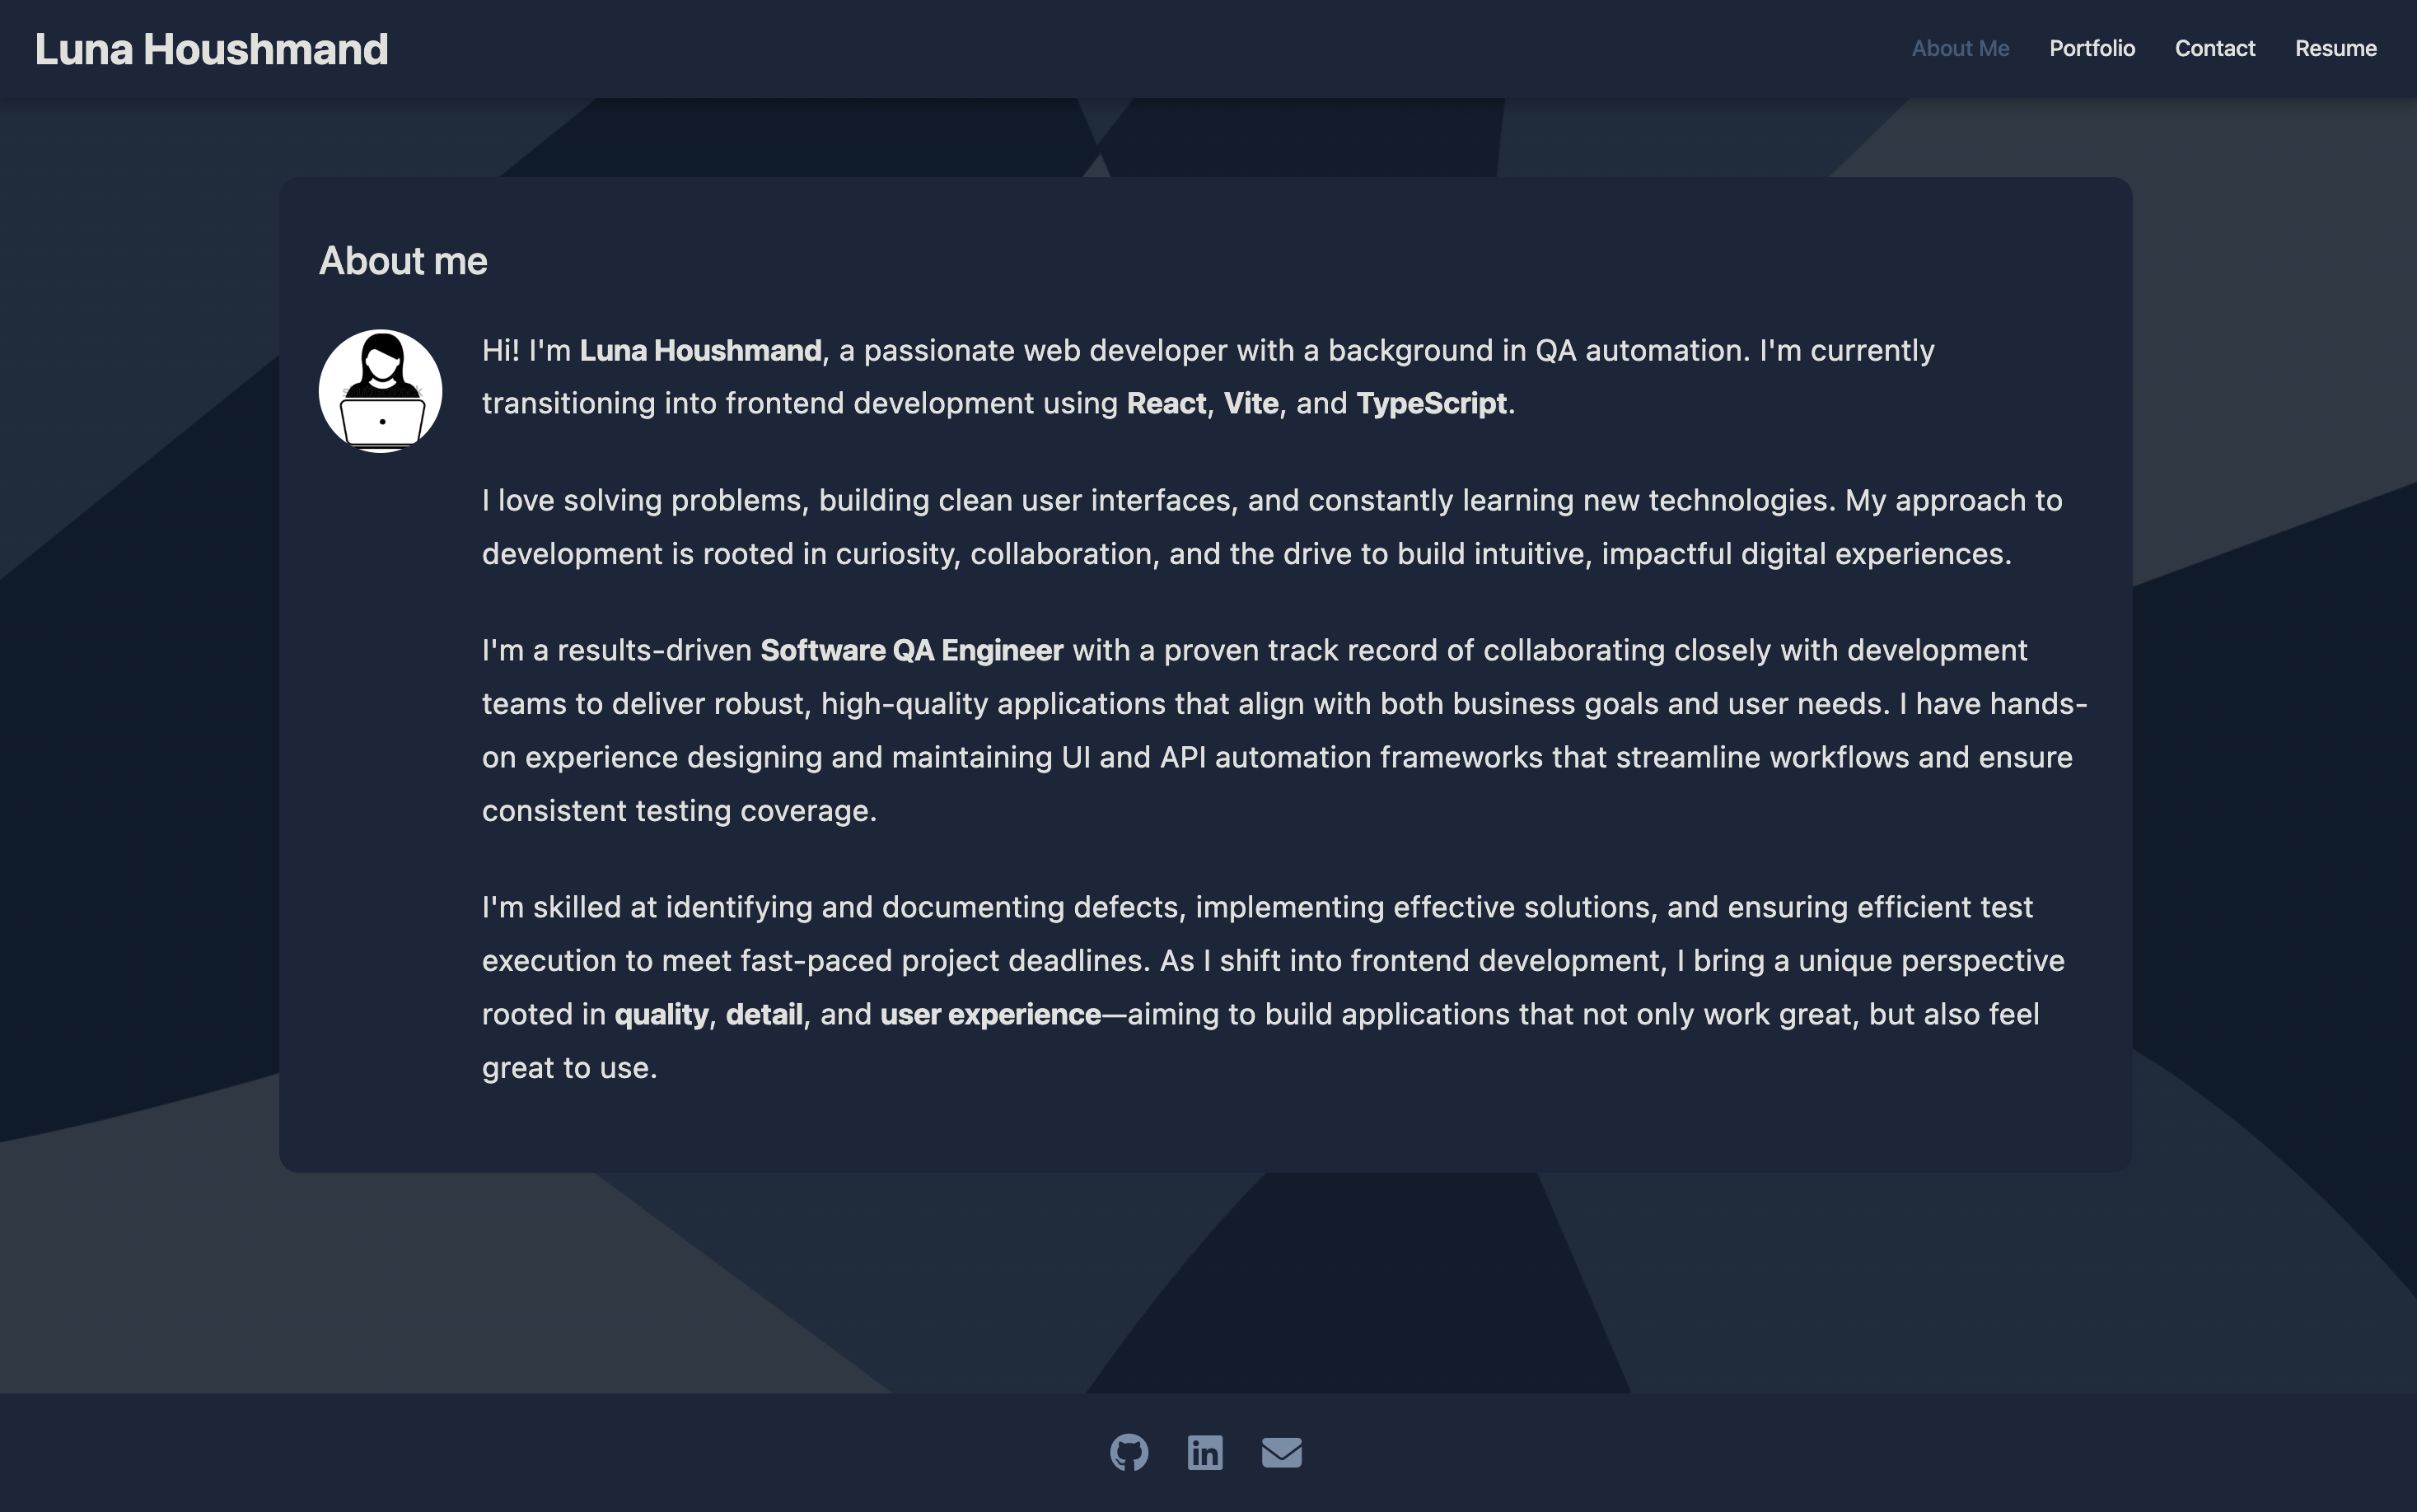 Luna Houshmand
About Me
Portfolio
Contact
Resume
About me
Hi! I'm Luna Houshmand, a passionate web developer with a background in QA automation. I'm currently
transitioning into frontend development using React, Vite, and TypeScript.
I love solving problems, building clean user interfaces, and constantly learning new technologies. My approach to
development is rooted in curiosity, collaboration, and the drive to build intuitive, impactful digital experiences.
I'm a results-driven Software QA Engineer with a proven track record of collaborating closely with development
teams to deliver robust, high-quality applications that align with both business goals and user needs. I have hands-
on experience designing and maintaining UI and API automation frameworks that streamline workflows and ensure
consistent testing coverage.
I'm skilled at identifying and documenting defects, implementing effective solutions, and ensuring efficient test
execution to meet fast-paced project deadlines. As I shift into frontend development, I bring a unique perspective
rooted in quality, detail, and user experience—aiming to build applications that not only work great, but also feel
great to use.
in